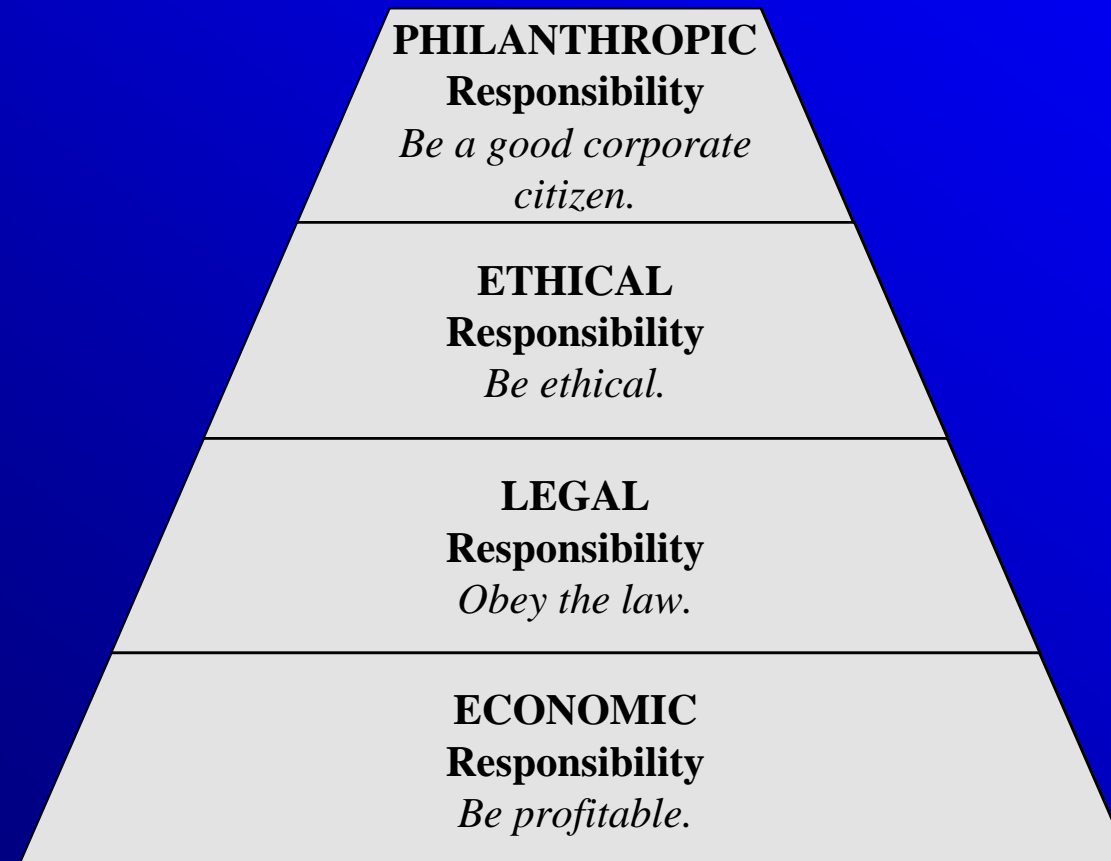 PHILANTHROPIC
Responsibility
Be a good corporate
citizen.
ETHICAL
Responsibility
Be ethical.
LEGAL
Responsibility
Obey the law.
ECONOMIC
Responsibility
Be profitable.